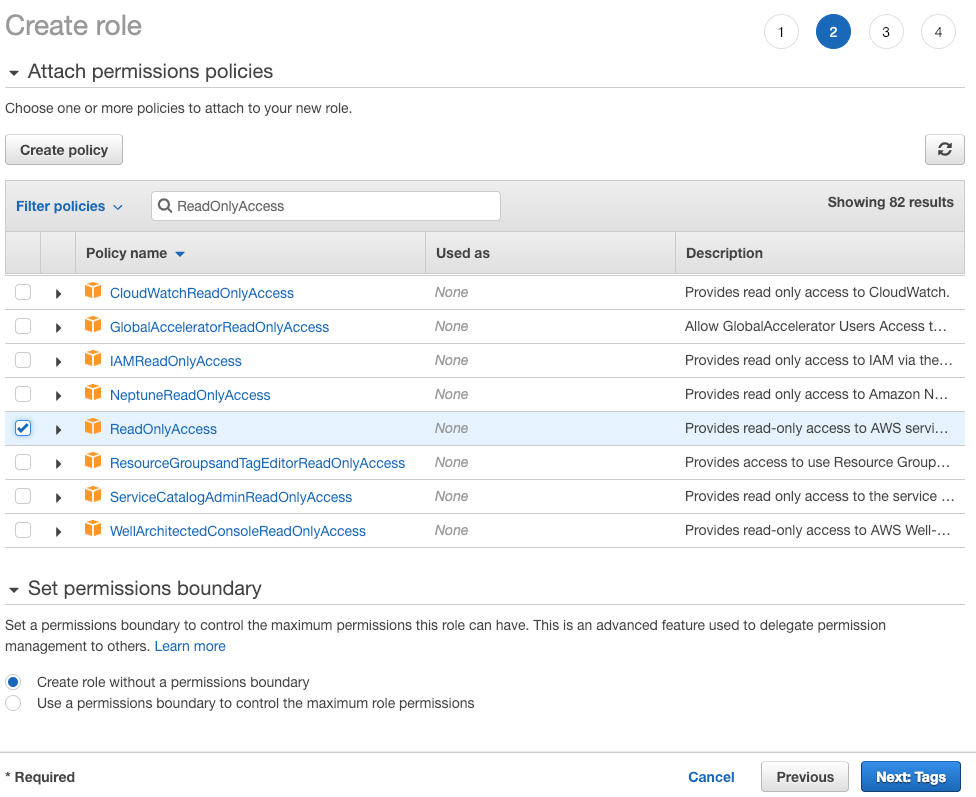 Create role
1 2 3 4
Attach permissions policies
Choose one or more policies to attach to your new role.
Create policy
Filter policies ReadOnlyAccess Showing 82 results
Policy name Used as Description
CloudWatchReadOnlyAccess None Provides read only access to CloudWatch.
GlobalAcceleratorReadOnlyAccess None Allow GlobalAccelerator Users Access t...
IAMReadOnlyAccess None Provides read only access to IAM via the...
NeptuneReadOnlyAccess None Provides read only access to Amazon N...
ReadOnlyAccess None Provides read-only access to AWS servi...
ResourceGroupsandTagEditorReadOnlyAccess None Provides access to use Resource Group...
ServiceCatalogAdminReadOnlyAccess None Provides read only access to the service ...
WellArchitectedConsoleReadOnlyAccess None Provides read-only access to AWS Well-...
Set permissions boundary
Set a permissions boundary to control the maximum permissions this role can have. This is an advanced feature used to delegate permission
management to others. Learn more
Create role without a permissions boundary
Use a permissions boundary to control the maximum role permissions
* Required Cancel Previous Next: Tags